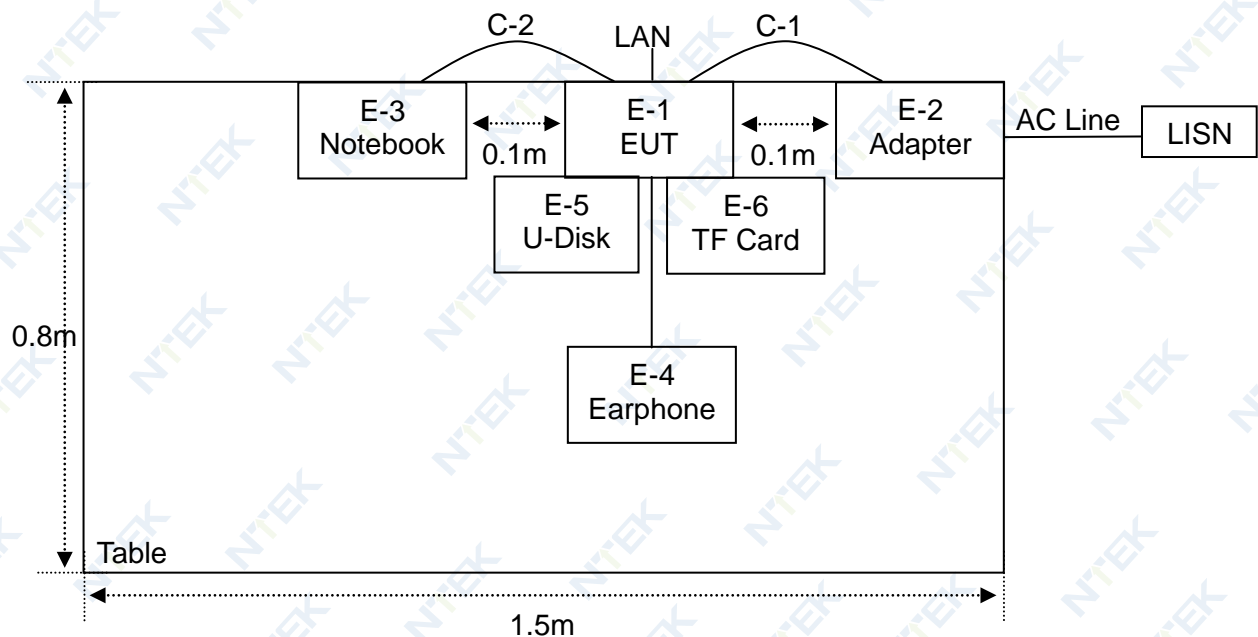 C-2
LAN
C-1
E-3
Notebook
0.1m
E-1
EUT
0.1m
E-2
Adapter
AC Line
LISN
E-5
U-Disk
E-6
TF Card
0.8m
E-4
Earphone
Table
1.5m
NTEK